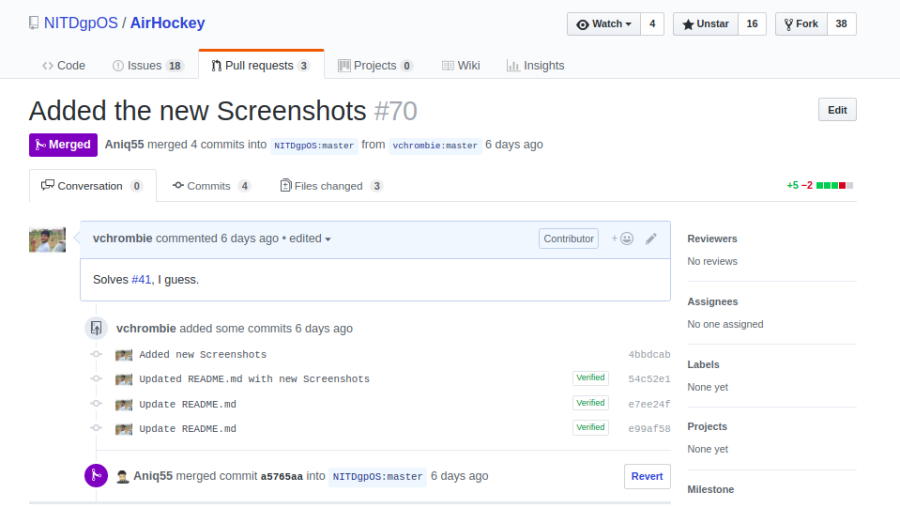 NITDgpOS / AirHockey
Watch 4 Unstar 16 Fork 38
Code Issues 18 Pull requests 3 Projects 0 Wiki Insights
Added the new Screenshots #70
Edit
Merged Aniq55 merged 4 commits into NITDgpOS:master from vchrombie:master 6 days ago
Conversation 0 Commits 4 Files changed 3
+5 −2
vchrombie commented 6 days ago • edited
Contributor
Solves #41, I guess.
vchrombie added some commits 6 days ago
Added new Screenshots 4bbdcab
Updated README.md with new Screenshots Verified 54c52e1
Update README.md Verified e7ee24f
Update README.md Verified e99af58
Aniq55 merged commit a5765aa into NITDgpOS:master 6 days ago
Revert
Reviewers
No reviews
Assignees
No one assigned
Labels
None yet
Projects
None yet
Milestone